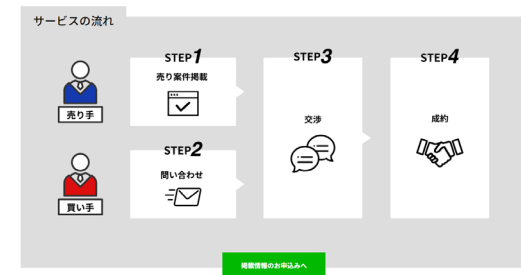 サービスの流れ
STEP1
売り案件掲載
売り手
STEP2
問い合わせ
買い手
STEP3
交渉
STEP4
成約
掲載情報のお申込みへ